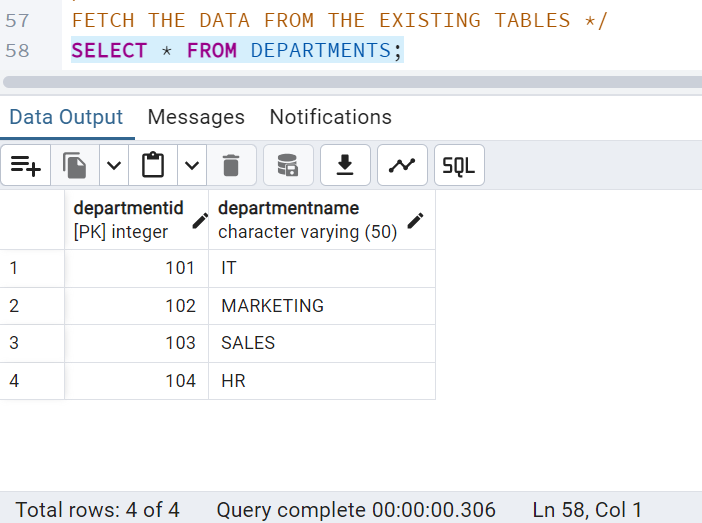 57 FETCH THE DATA FROM THE EXISTING TABLES */
58 SELECT * FROM DEPARTMENTS;
Data Output Messages Notifications
SQL
departmentid departmentname
[PK] integer character varying (50)
1 101 IT
2 102 MARKETING
3 103 SALES
4 104 HR
Total rows: 4 of 4 Query complete 00:00:00.306 Ln 58, Col 1